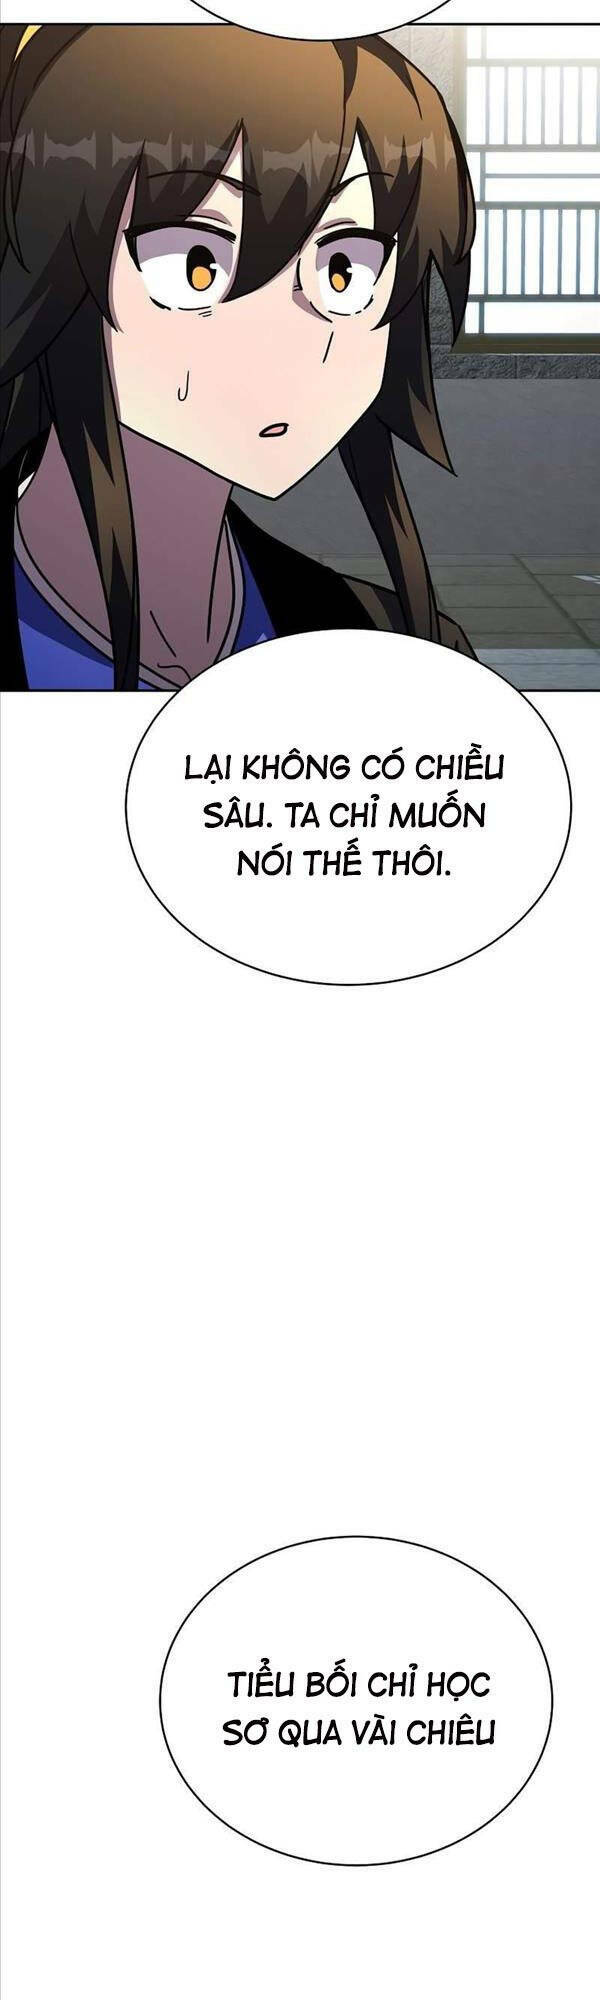 LẠI KHÔNG CÓ CHIỀU
SÂU. TA CHỈ MUỐN
NÓI THẾ THÔI.
TIỂU BỐI CHỈ HỌC
SƠ QUA VÀI CHIÊU